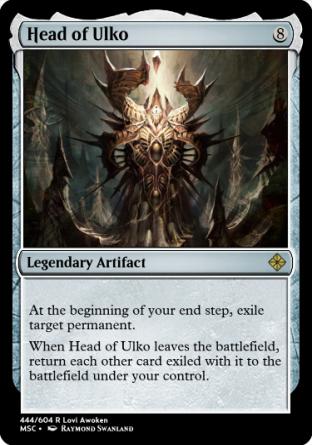 Head of Ulko 8
Legendary Artifact
At the beginning of your end step, exile
target permanent.
When Head of Ulko leaves the battlefield,
return each other card exiled with it to the
battlefield under your control.
444/604 R Lovi Awoken
MSC • Raymond Swanland